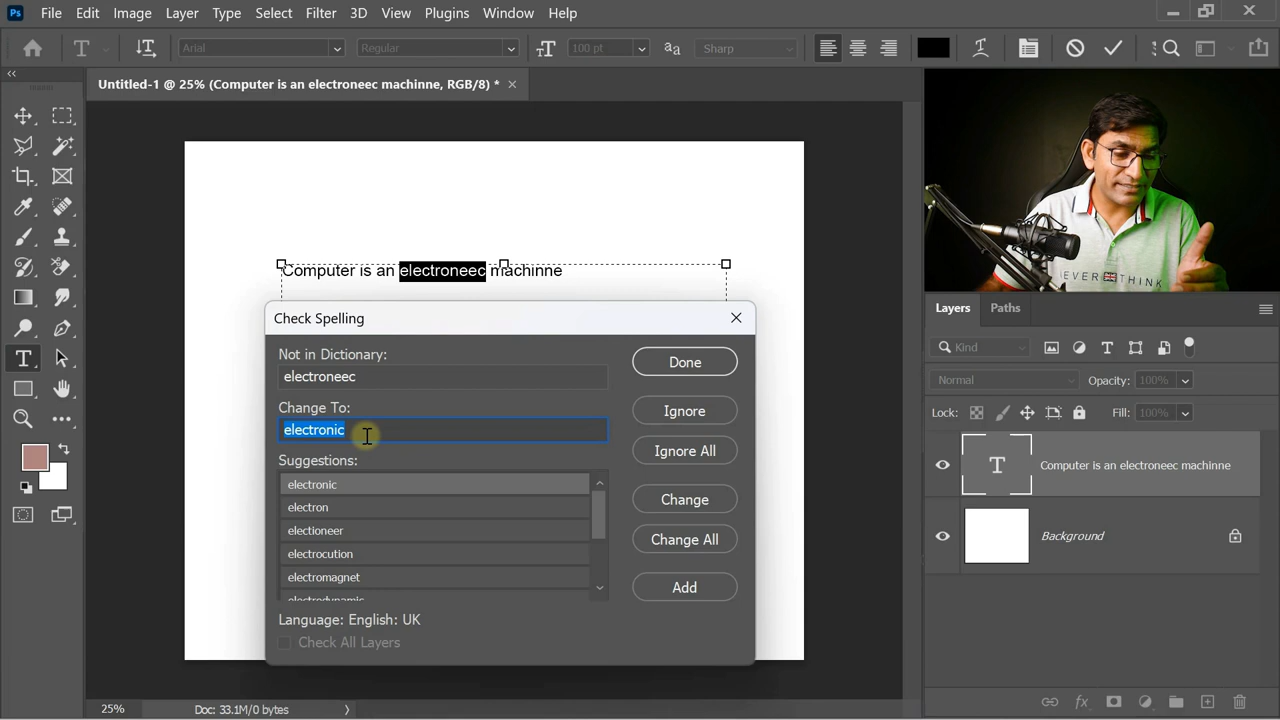 Ps File Edit Image Layer Type Select Filter 3D View Plugins Window Help
T Arial Regular 100 pt aa Sharp
Untitled-1 @ 25% (Computer is an electroneec machinne, RGB/8) *
Computer is an electroneec machinne
Check Spelling
Not in Dictionary:
electroneec
Change To:
electronic
Suggestions:
electronic
electron
electioneer
electrocution
electromagnet
electrodynamic
Language: English: UK
Check All Layers
Done
Ignore
Ignore All
Change
Change All
Add
25% Doc: 33.1M/0 bytes
Layers Paths
Kind
Normal Opacity: 100%
Lock: Fill: 100%
T Computer is an electroneec machinne
Background
fx